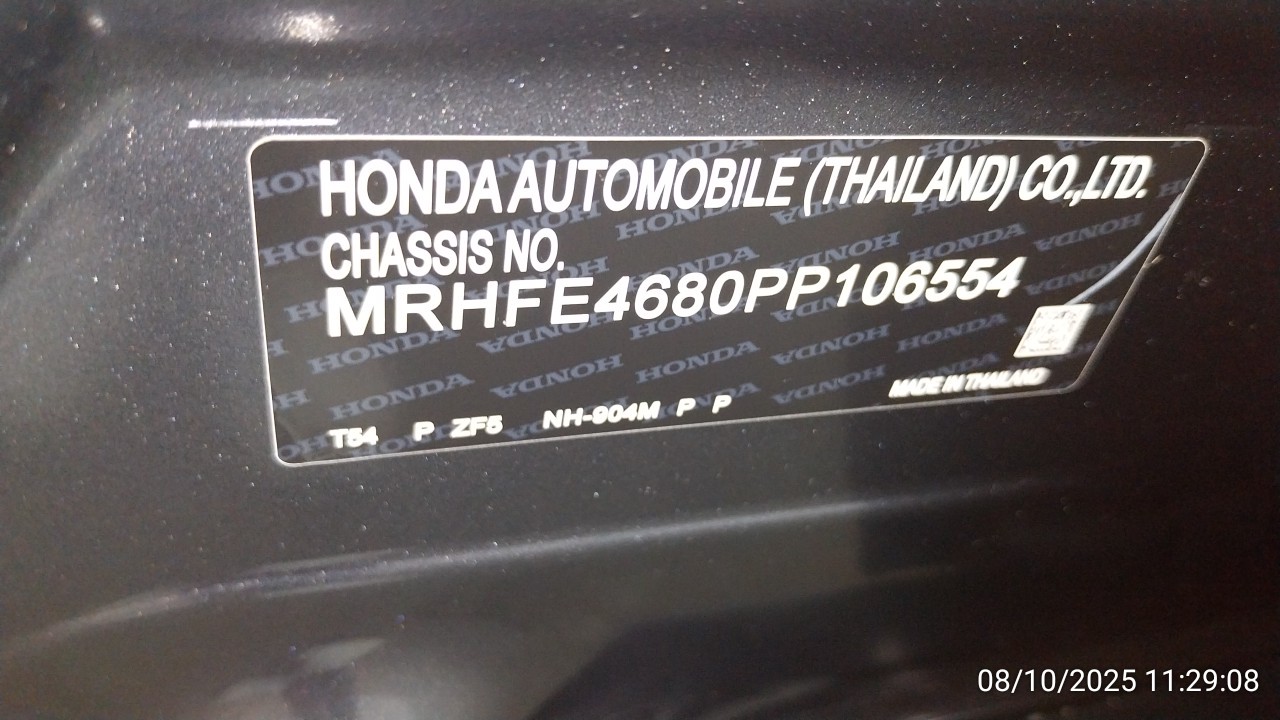 HONDA AUTOMOBILE (THAILAND) CO.,LTD.
CHASSIS NO.
MRHFE4680PP106554
T54 P ZF5 NH-904M P P
MADE IN THAILAND
08/10/2025 11:29:08